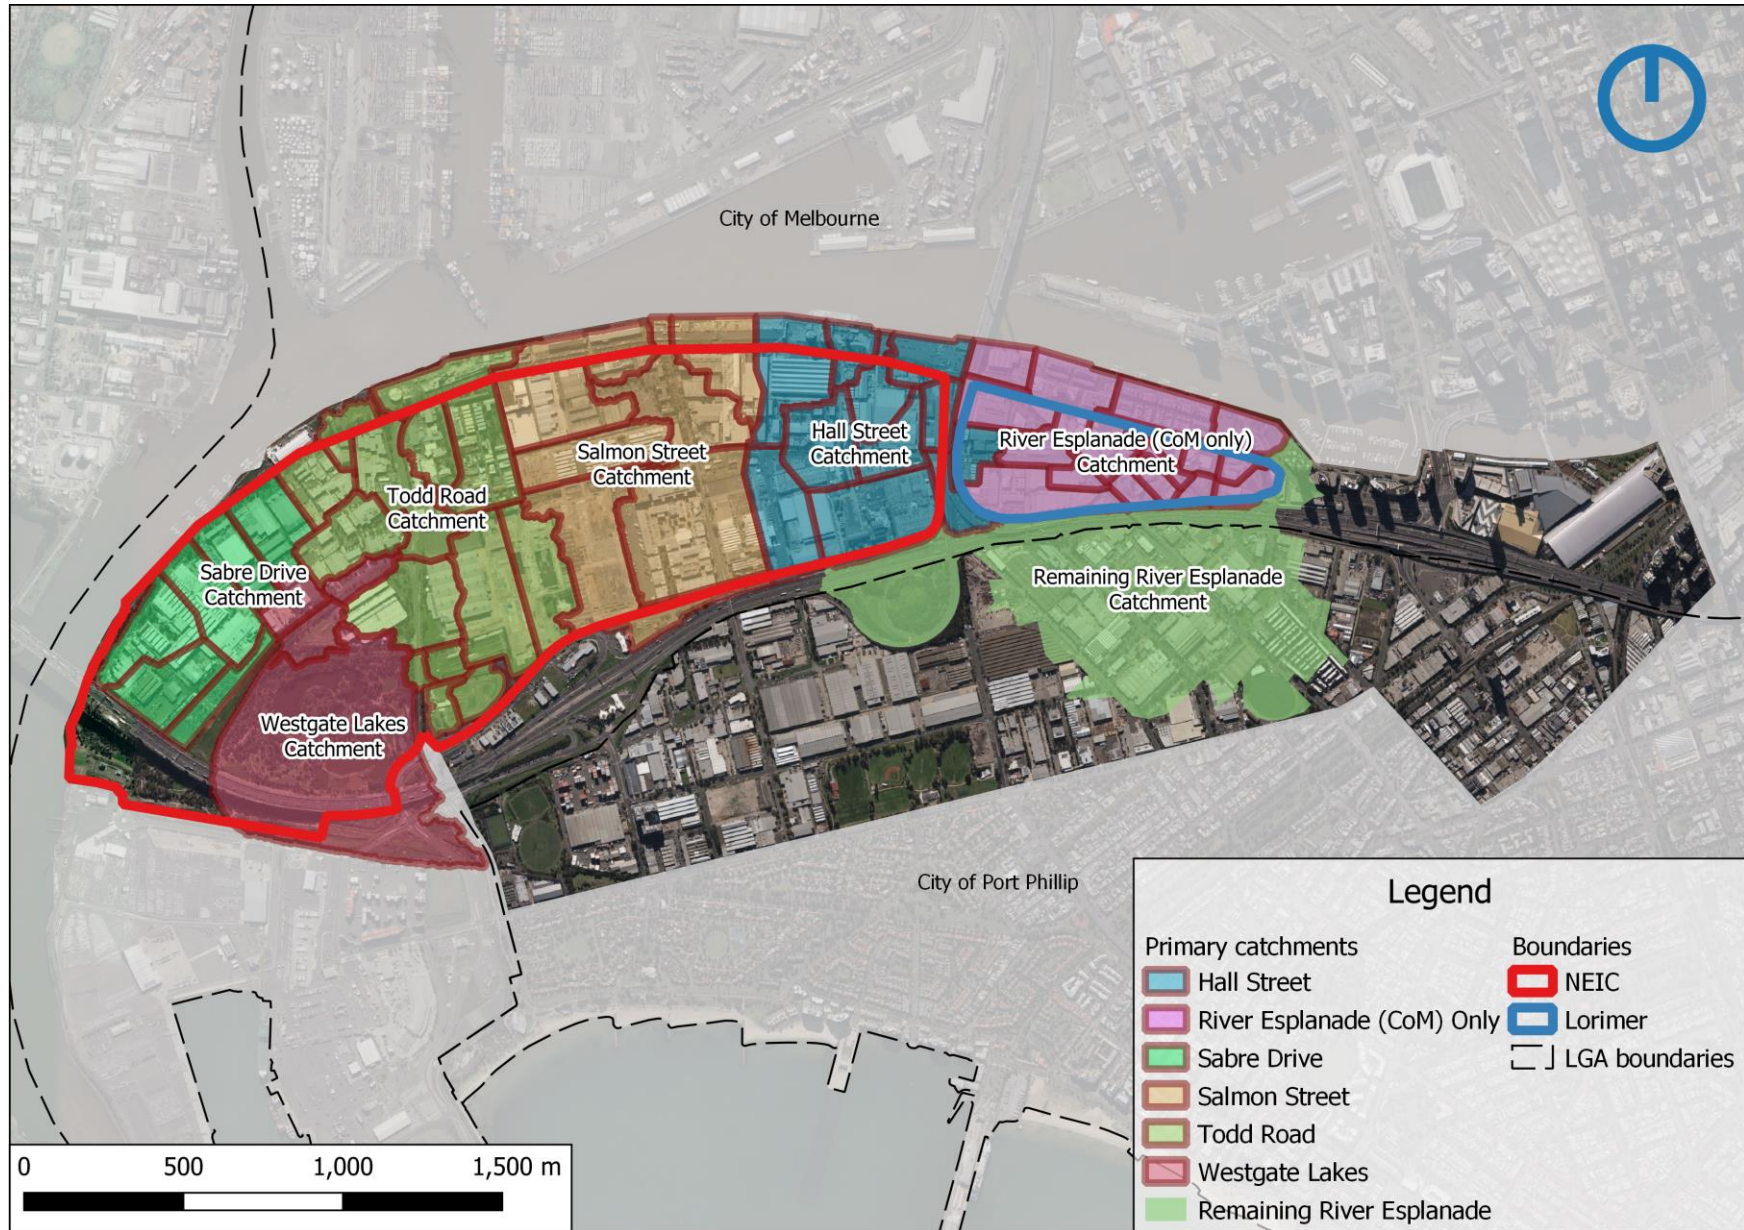 City of Melbourne
Hall Street
Catchment
River Esplanade (CoM only)
Catchment
Salmon Street
Catchment
Todd Road
Catchment
Sabre Drive
Catchment
Remaining River Esplanade
Catchment
Westgate Lakes
Catchment
City of Port Phillip
Legend
Primary catchments
Hall Street
River Esplanade (CoM) Only
Sabre Drive
Salmon Street
Todd Road
Westgate Lakes
Remaining River Esplanade
Boundaries
NEIC
Lorimer
LGA boundaries
0 500 1,000 1,500 m